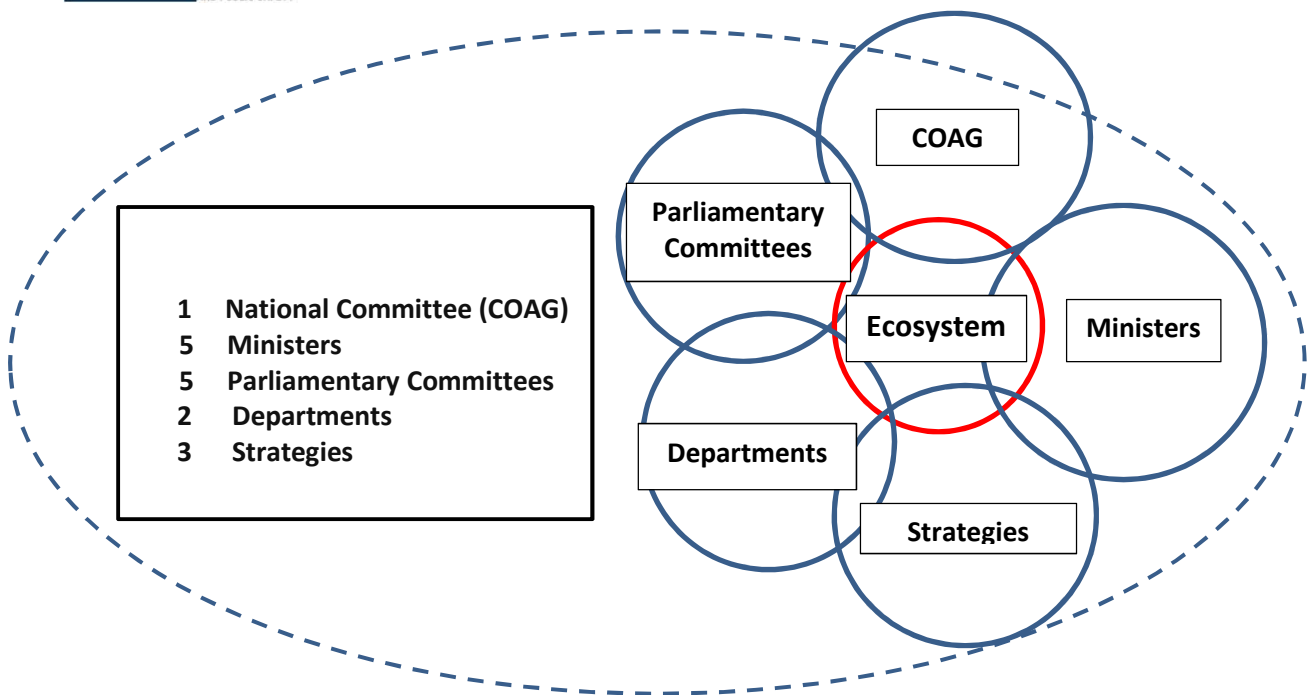 1 National Committee (COAG)
5 Ministers
5 Parliamentary Committees
2 Departments
3 Strategies
COAG
Parliamentary
Committees
Ecosystem
Ministers
Departments
Strategies